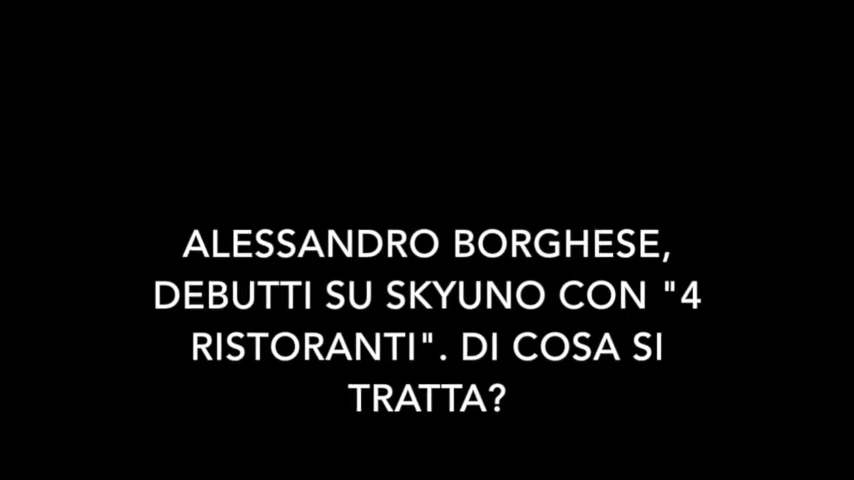 ALESSANDRO BORGHESE,
DEBUTTI SU SKYUNO CON "4
RISTORANTI". DI COSA SI
TRATTA?